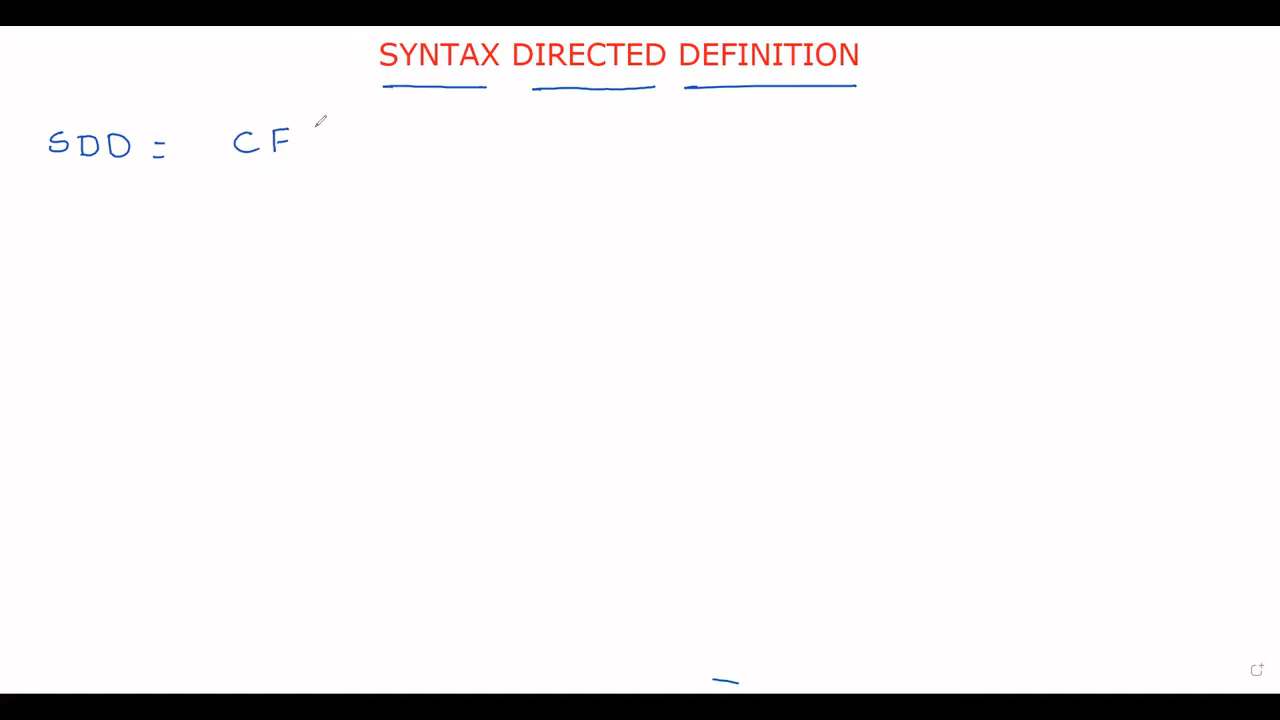 SYNTAX DIRECTED DEFINITION
SDD = CF